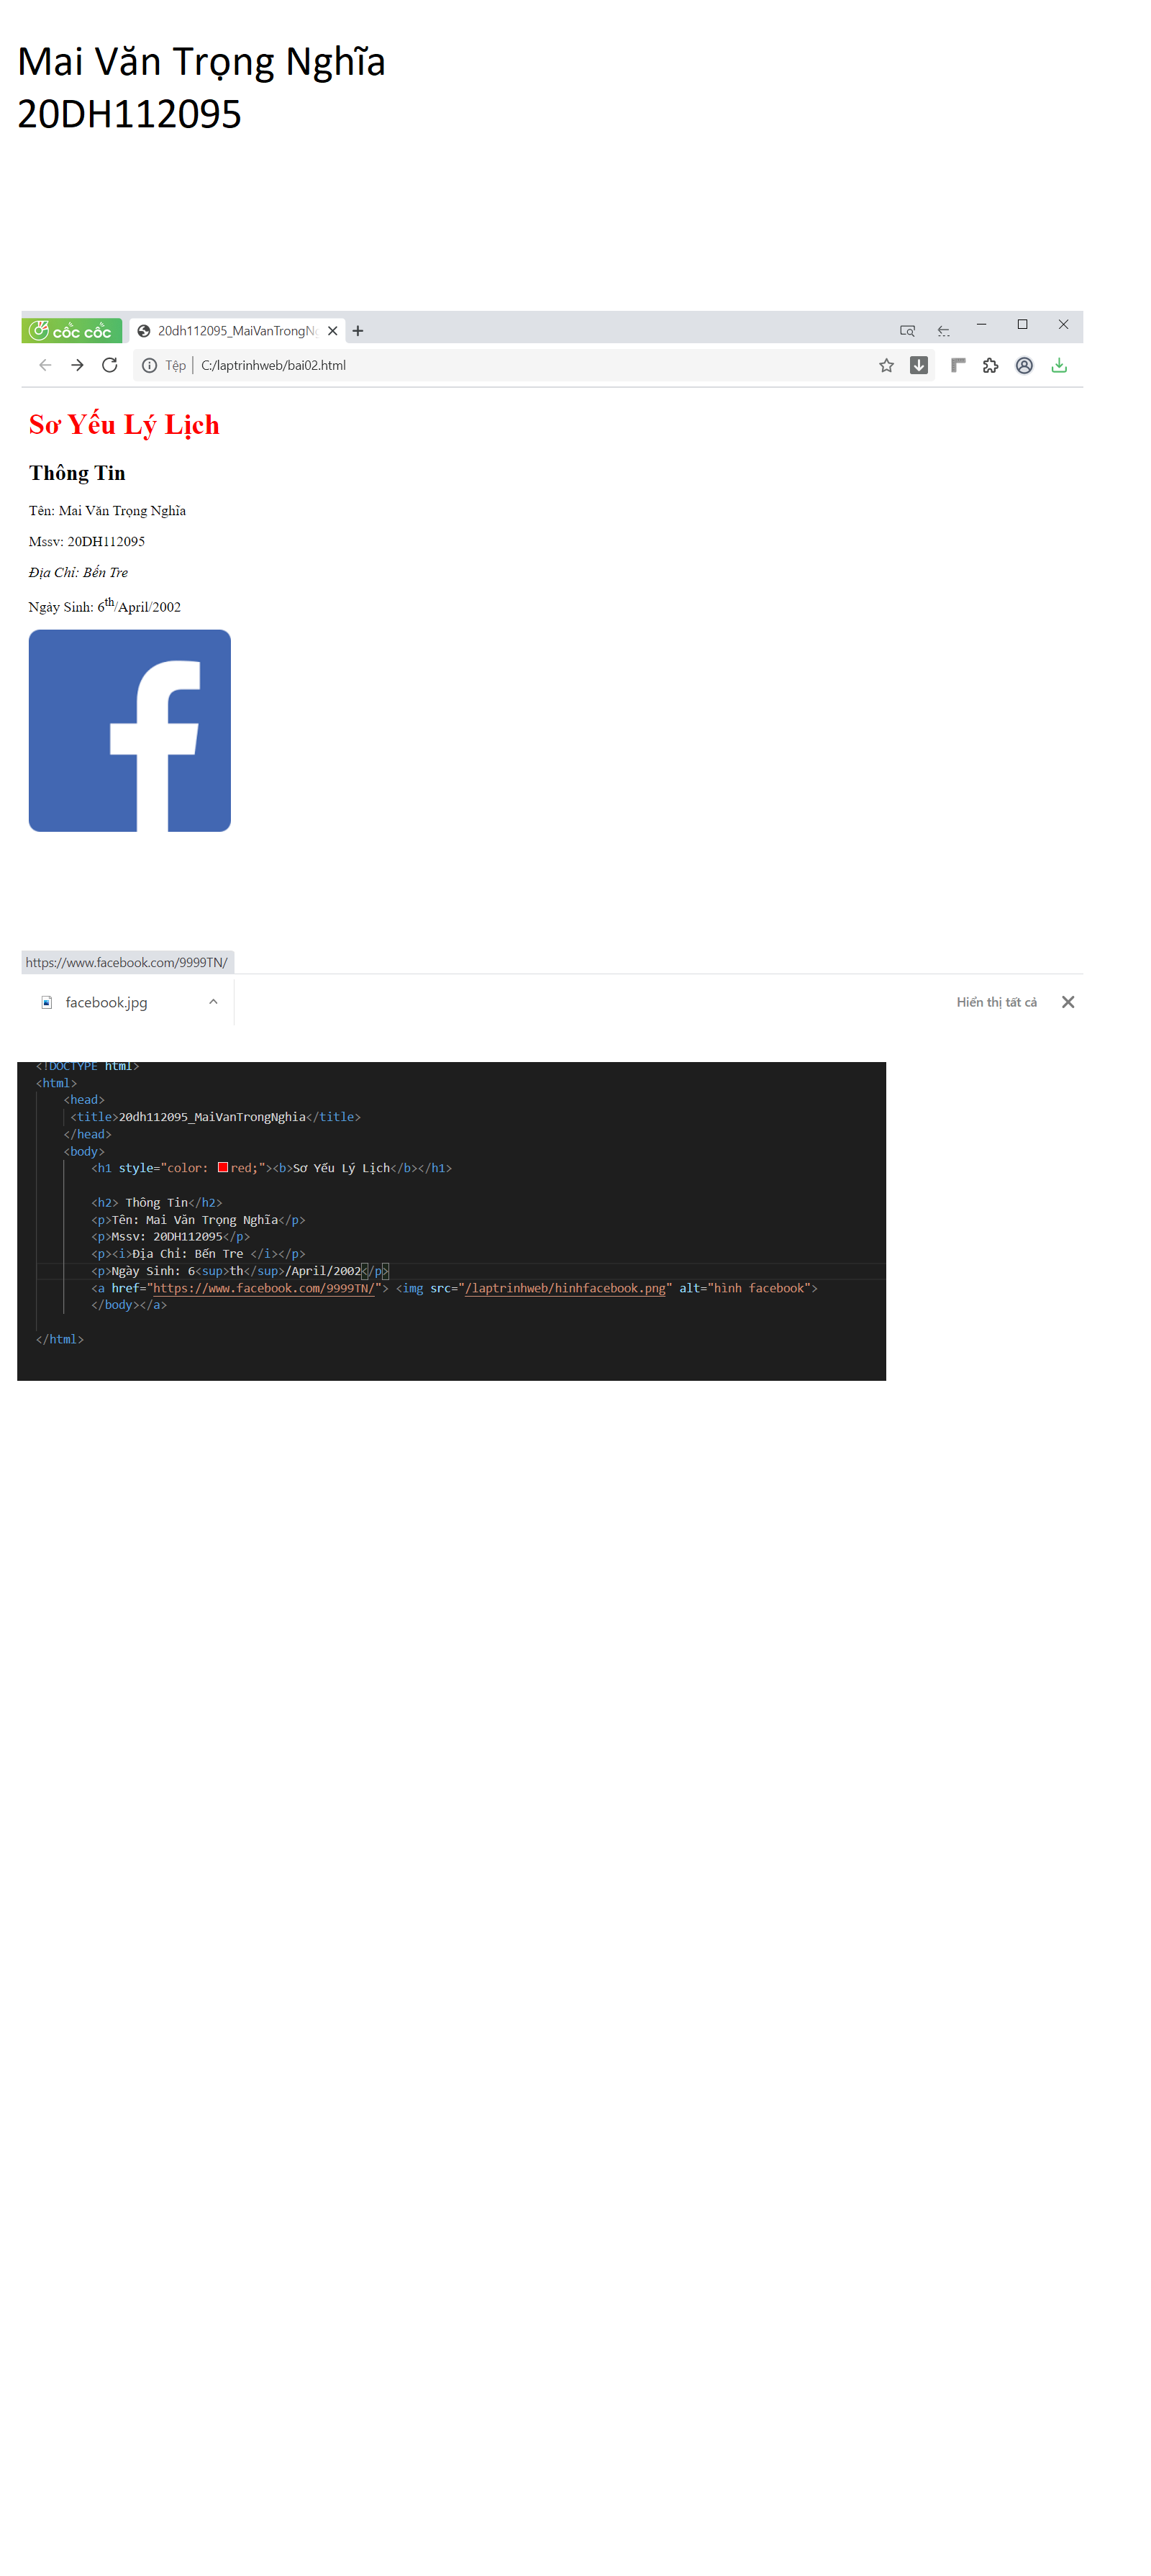 Mai Văn Trọng Nghĩa
20DH112095
cốc cốc
20dh112095_MaiVanTrongN
Tệp
C:/laptrinhweb/bai02.html
Sơ Yếu Lý Lịch
Thông Tin
Tên: Mai Văn Trọng Nghĩa
Mssv: 20DH112095
Địa Chỉ: Bến Tre
Ngày Sinh: 6th/April/2002
https://www.facebook.com/9999TN/
facebook.jpg
Hiển thị tất cả
<!DOCTYPE html>
<html>
<head>
<title>20dh112095_MaiVanTrongNghia</title>
</head>
<body>
<h1 style="color: red;"><b>Sơ Yếu Lý Lịch</b></h1>
<h2> Thông Tin</h2>
<p>Tên: Mai Văn Trọng Nghĩa</p>
<p>Mssv: 20DH112095</p>
<p><i>Địa Chỉ: Bến Tre </i></p>
<p>Ngày Sinh: 6<sup>th</sup>/April/2002</p>
<a href="https://www.facebook.com/9999TN/"> <img src="/laptrinhweb/hinhfacebook.png" alt="hình facebook">
</body></a>
</html>